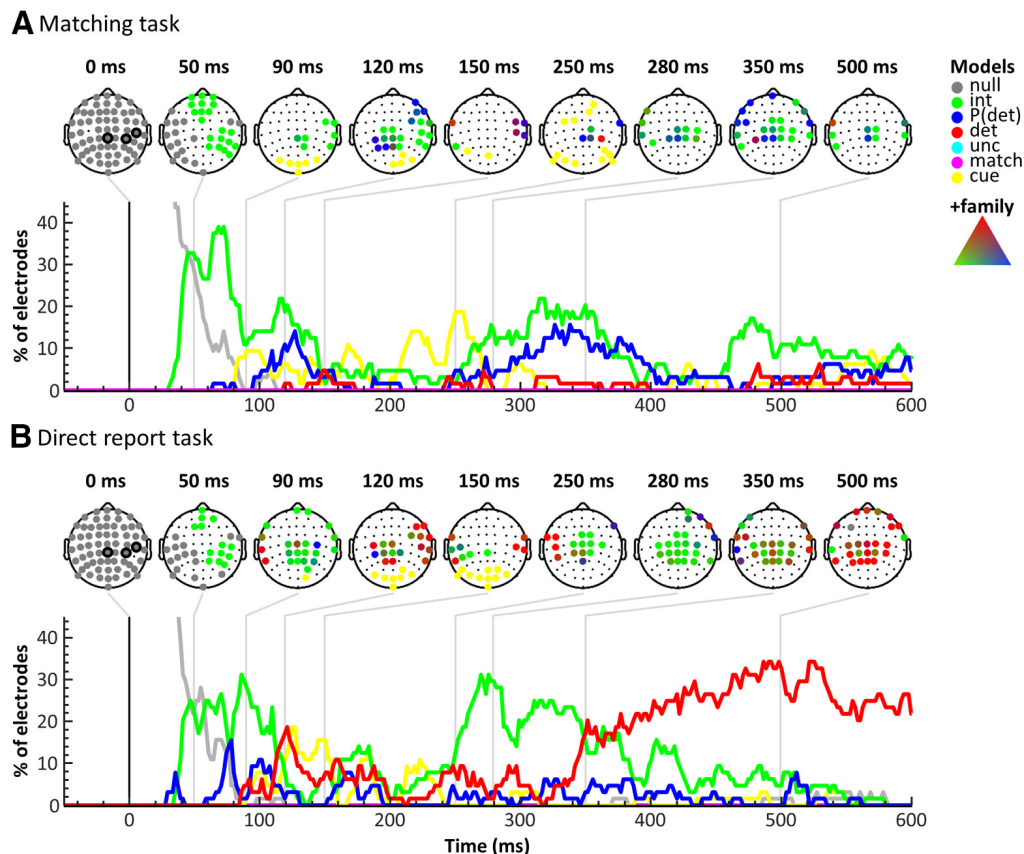 A Matching task
0 ms 50 ms 90 ms 120 ms 150 ms 250 ms 280 ms 350 ms 500 ms
Models
null
int
P(det)
det
unc
match
cue
+family
% of electrodes
40
30
20
10
0
0 100 200 300 400 500 600
B Direct report task
0 ms 50 ms 90 ms 120 ms 150 ms 250 ms 280 ms 350 ms 500 ms
% of electrodes
40
30
20
10
0
0 100 200 300 400 500 600
Time (ms)